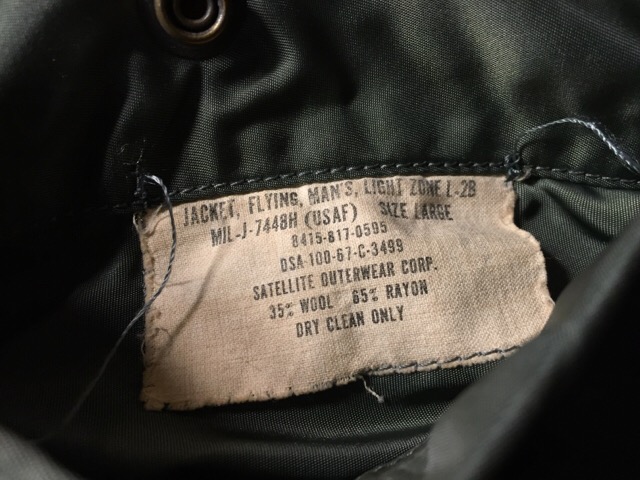 JACKET, FLYING, MAN'S, LIGHT ZONE L-2B
MIL-J-7448H (USAF) SIZE LARGE
8415-817-0595
DSA 100-67-C-3499
SATELLITE OUTERWEAR CORP.
35% WOOL 65% RAYON
DRY CLEAN ONLY